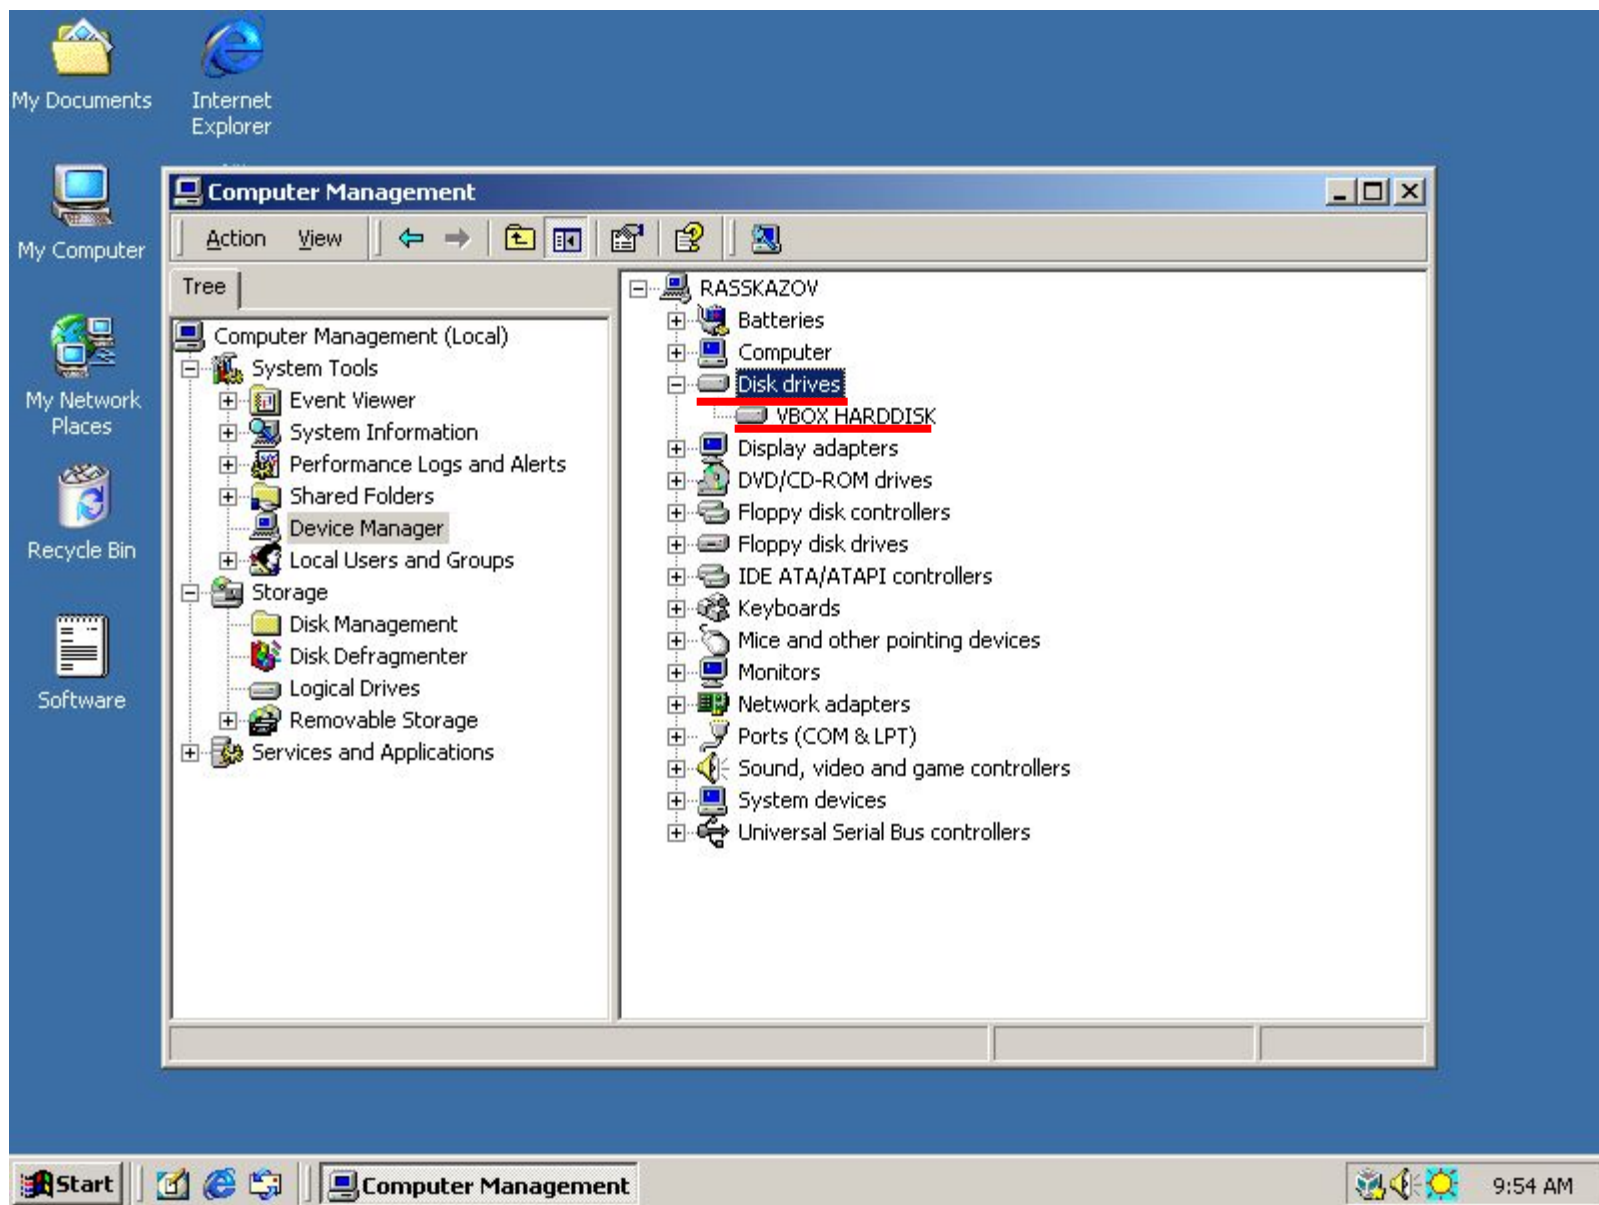 My Documents
Internet
Explorer
My Computer
My Network
Places
Recycle Bin
Software
Computer Management
Action View
Tree
Computer Management (Local)
System Tools
Event Viewer
System Information
Performance Logs and Alerts
Shared Folders
Device Manager
Local Users and Groups
Storage
Disk Management
Disk Defragmenter
Logical Drives
Removable Storage
Services and Applications
RASSKAZOV
Batteries
Computer
Disk drives
VBOX HARDDISK
Display adapters
DVD/CD-ROM drives
Floppy disk controllers
Floppy disk drives
IDE ATA/ATAPI controllers
Keyboards
Mice and other pointing devices
Monitors
Network adapters
Ports (COM & LPT)
Sound, video and game controllers
System devices
Universal Serial Bus controllers
Start
Computer Management
9:54 AM